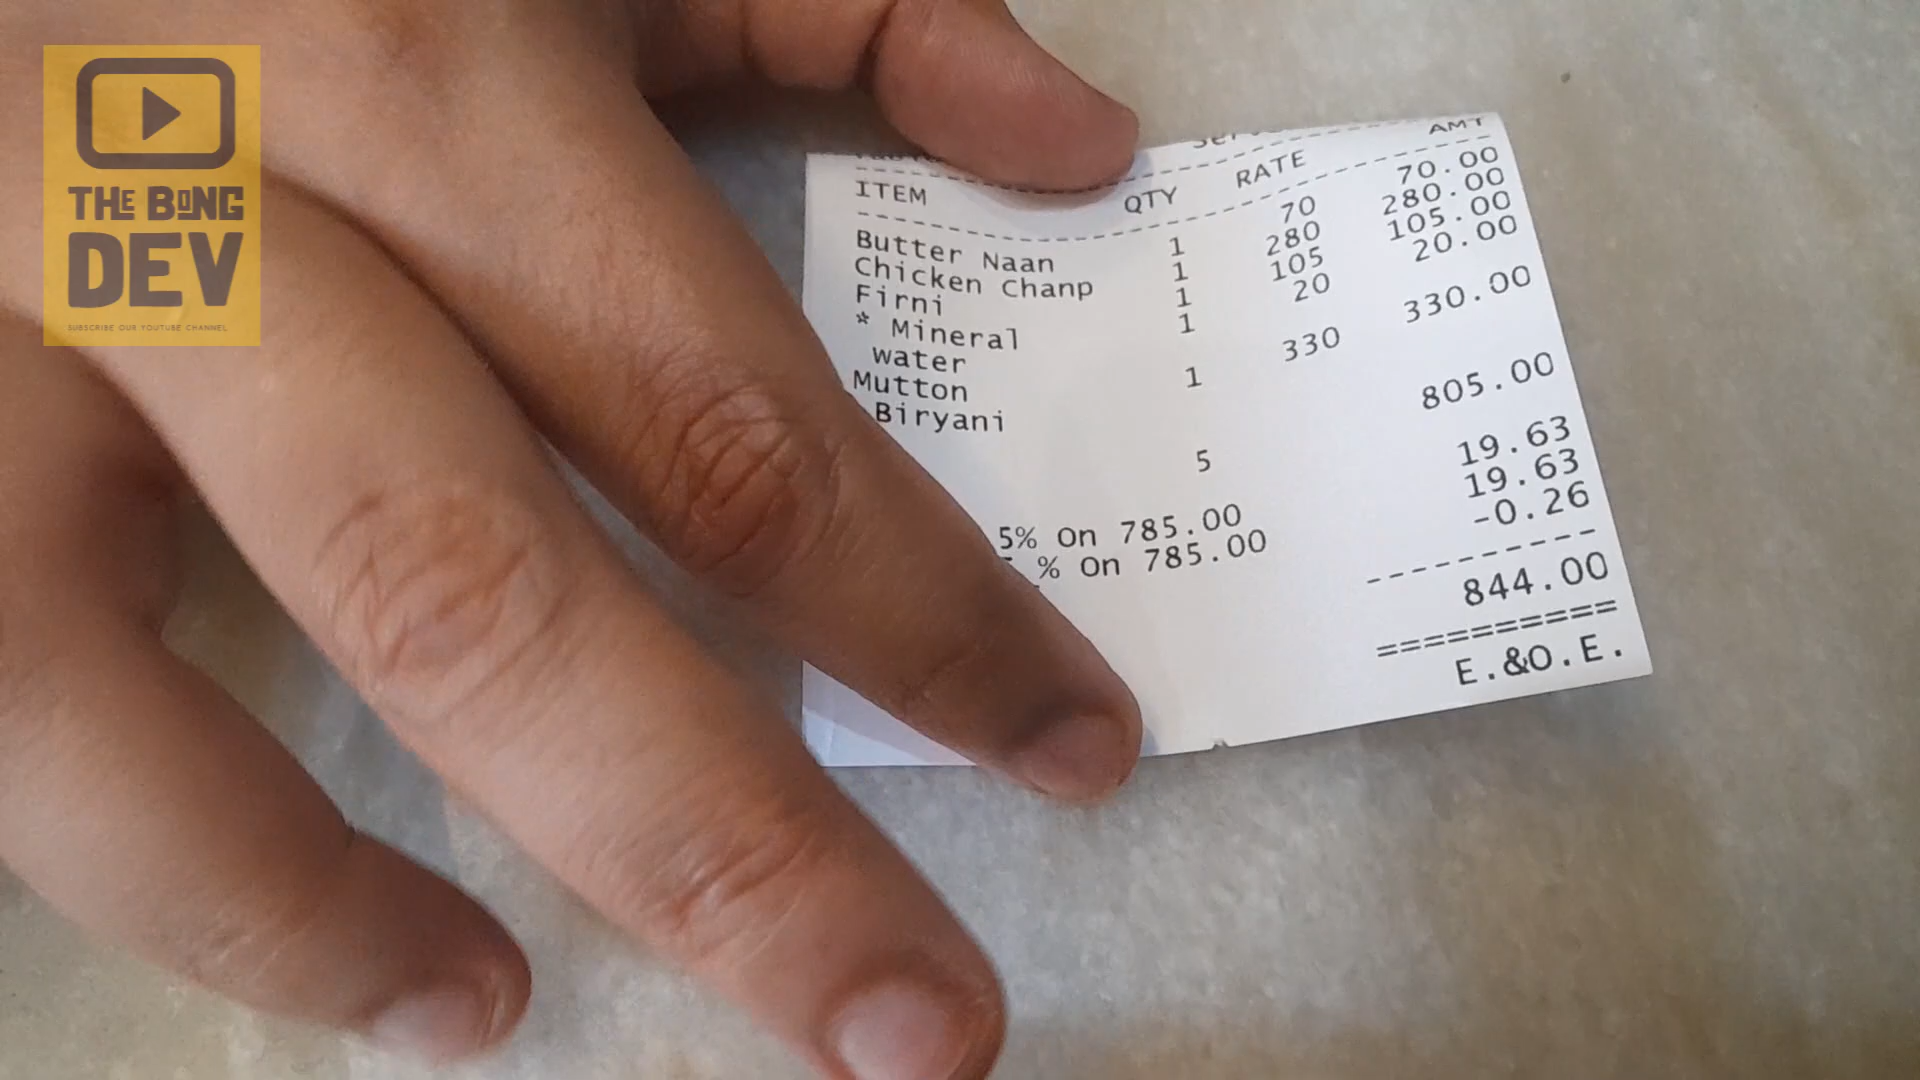 THE BONG
DEV
SUBSCRIBE OUR YOUTUBE CHANNEL
ITEM QTY RATE AMT
Butter Naan 1 70 70.00
Chicken Chanp 1 280 280.00
Firni 1 105 105.00
* Mineral 1 20 20.00
water
Mutton 1 330 330.00
Biryani
5 805.00
5% On 785.00 19.63
% On 785.00 19.63
-0.26
844.00
E.&O.E.